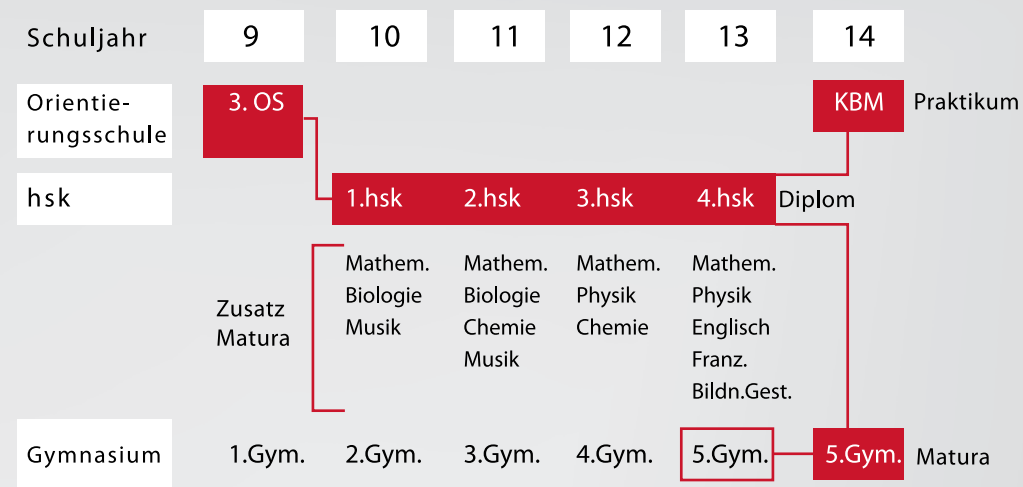 Schuljahr 9 10 11 12 13 14
Orientie- 3. OS KBM Praktikum
rungsschule
hsk 1.hsk 2.hsk 3.hsk 4.hsk Diplom
Mathem. Mathem. Mathem. Mathem.
Biologie Biologie Physik Physik
Zusatz
Musik Chemie Chemie Englisch
Matura
Musik Franz.
Bildn.Gest.
Gymnasium 1.Gym. 2.Gym. 3.Gym. 4.Gym. 5.Gym. 5.Gym. Matura